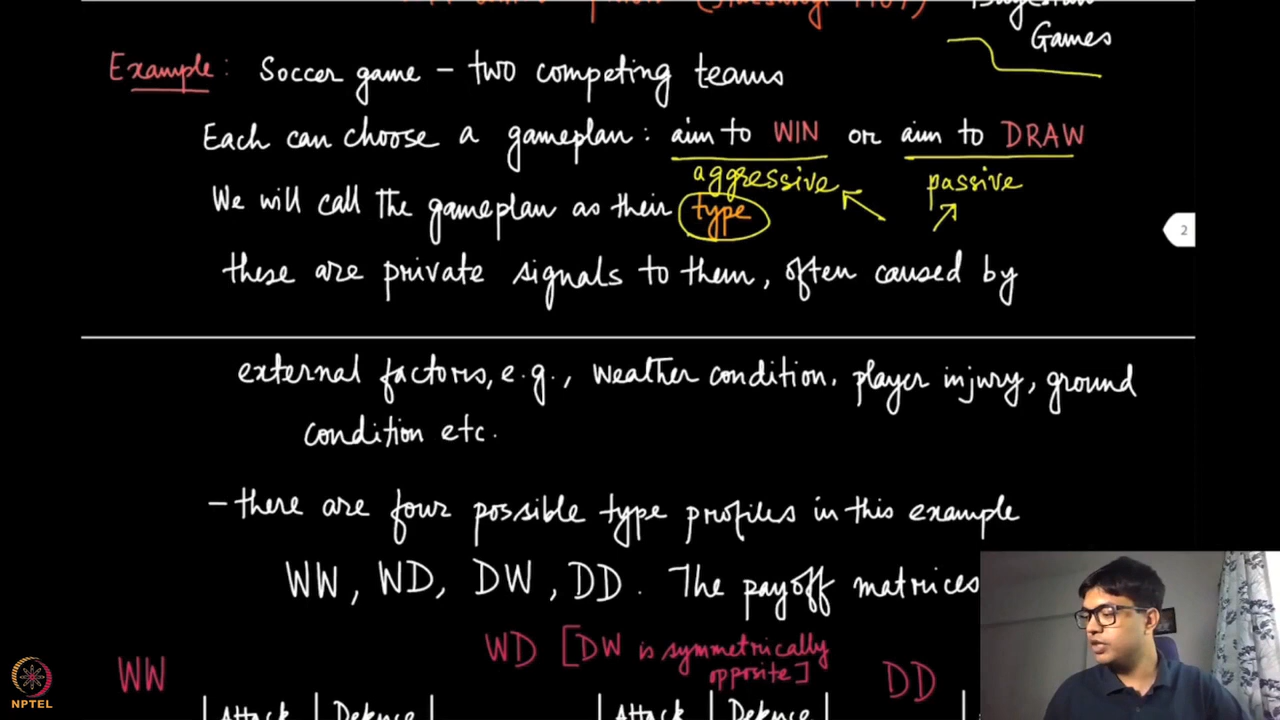 Games
Example: Soccer game – two competing teams
Each can choose a gameplan: aim to WIN or aim to DRAW
aggressive passive
We will call the gameplan as their type
these are private signals to them, often caused by
2
external factors, e.g., weather condition, player injury, ground
condition etc.
– there are four possible type profiles in this example
WW, WD, DW, DD. The payoff matrices
WD [DW is symmetrically
opposite]
WW DD
Attack Defence Attack Defence
NPTEL